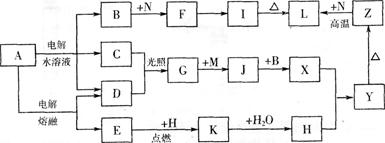 B +N F I △ L +N 高温 Z
A 电解 水溶液 C 光照 G +M J +B X △
D Y
电解 熔融 E +H 点燃 K +H₂O H